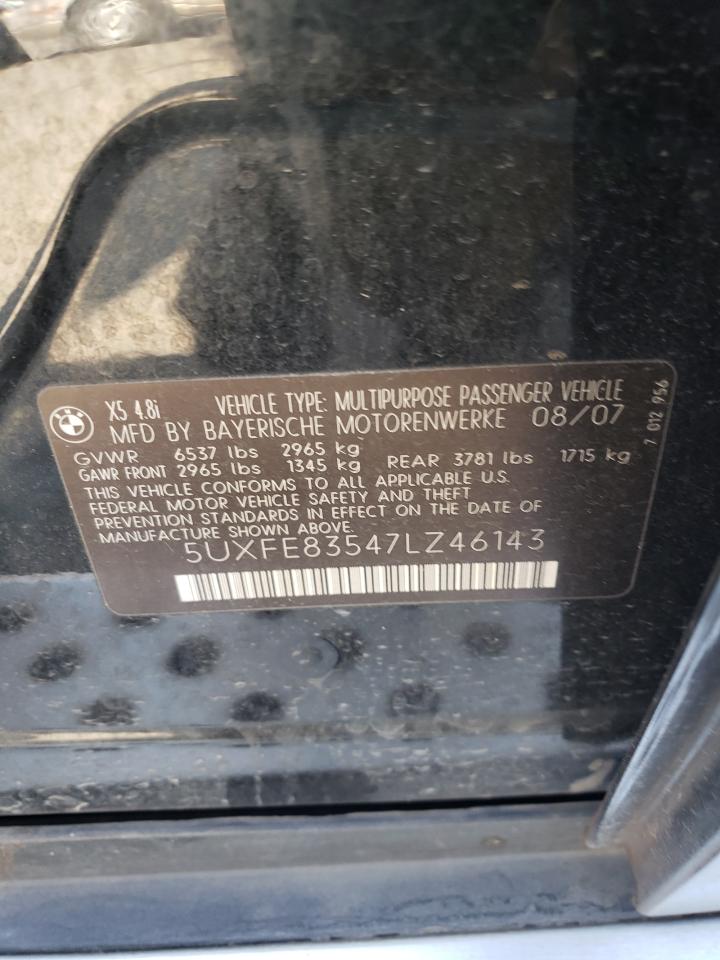 X5 4.8i VEHICLE TYPE: MULTIPURPOSE PASSENGER VEHICLE
MFD BY BAYERISCHE MOTORENWERKE 08/07
GVWR 6537 lbs 2965 kg
GAWR FRONT 2965 lbs 1345 kg REAR 3781 lbs 1715 kg
THIS VEHICLE CONFORMS TO ALL APPLICABLE U.S.
FEDERAL MOTOR VEHICLE SAFETY AND THEFT
PREVENTION STANDARDS IN EFFECT ON THE DATE OF
MANUFACTURE SHOWN ABOVE.
5UXFE83547LZ46143
7 012 956